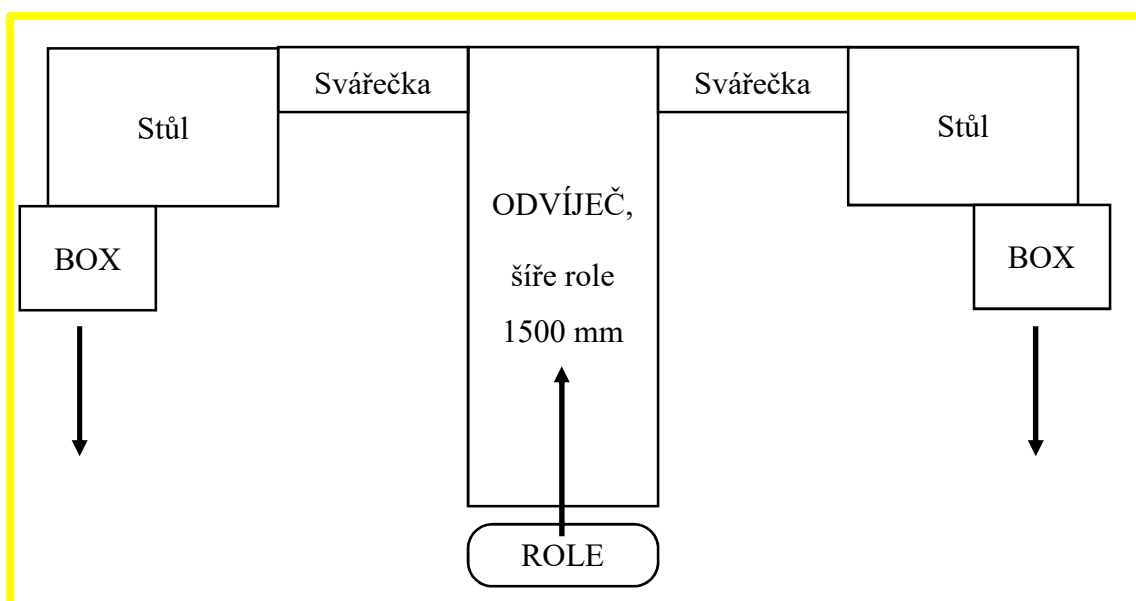 Svářečka
Svářečka
Stůl
Stůl
ODVÍJEČ,
šíře role
1500 mm
BOX
BOX
ROLE